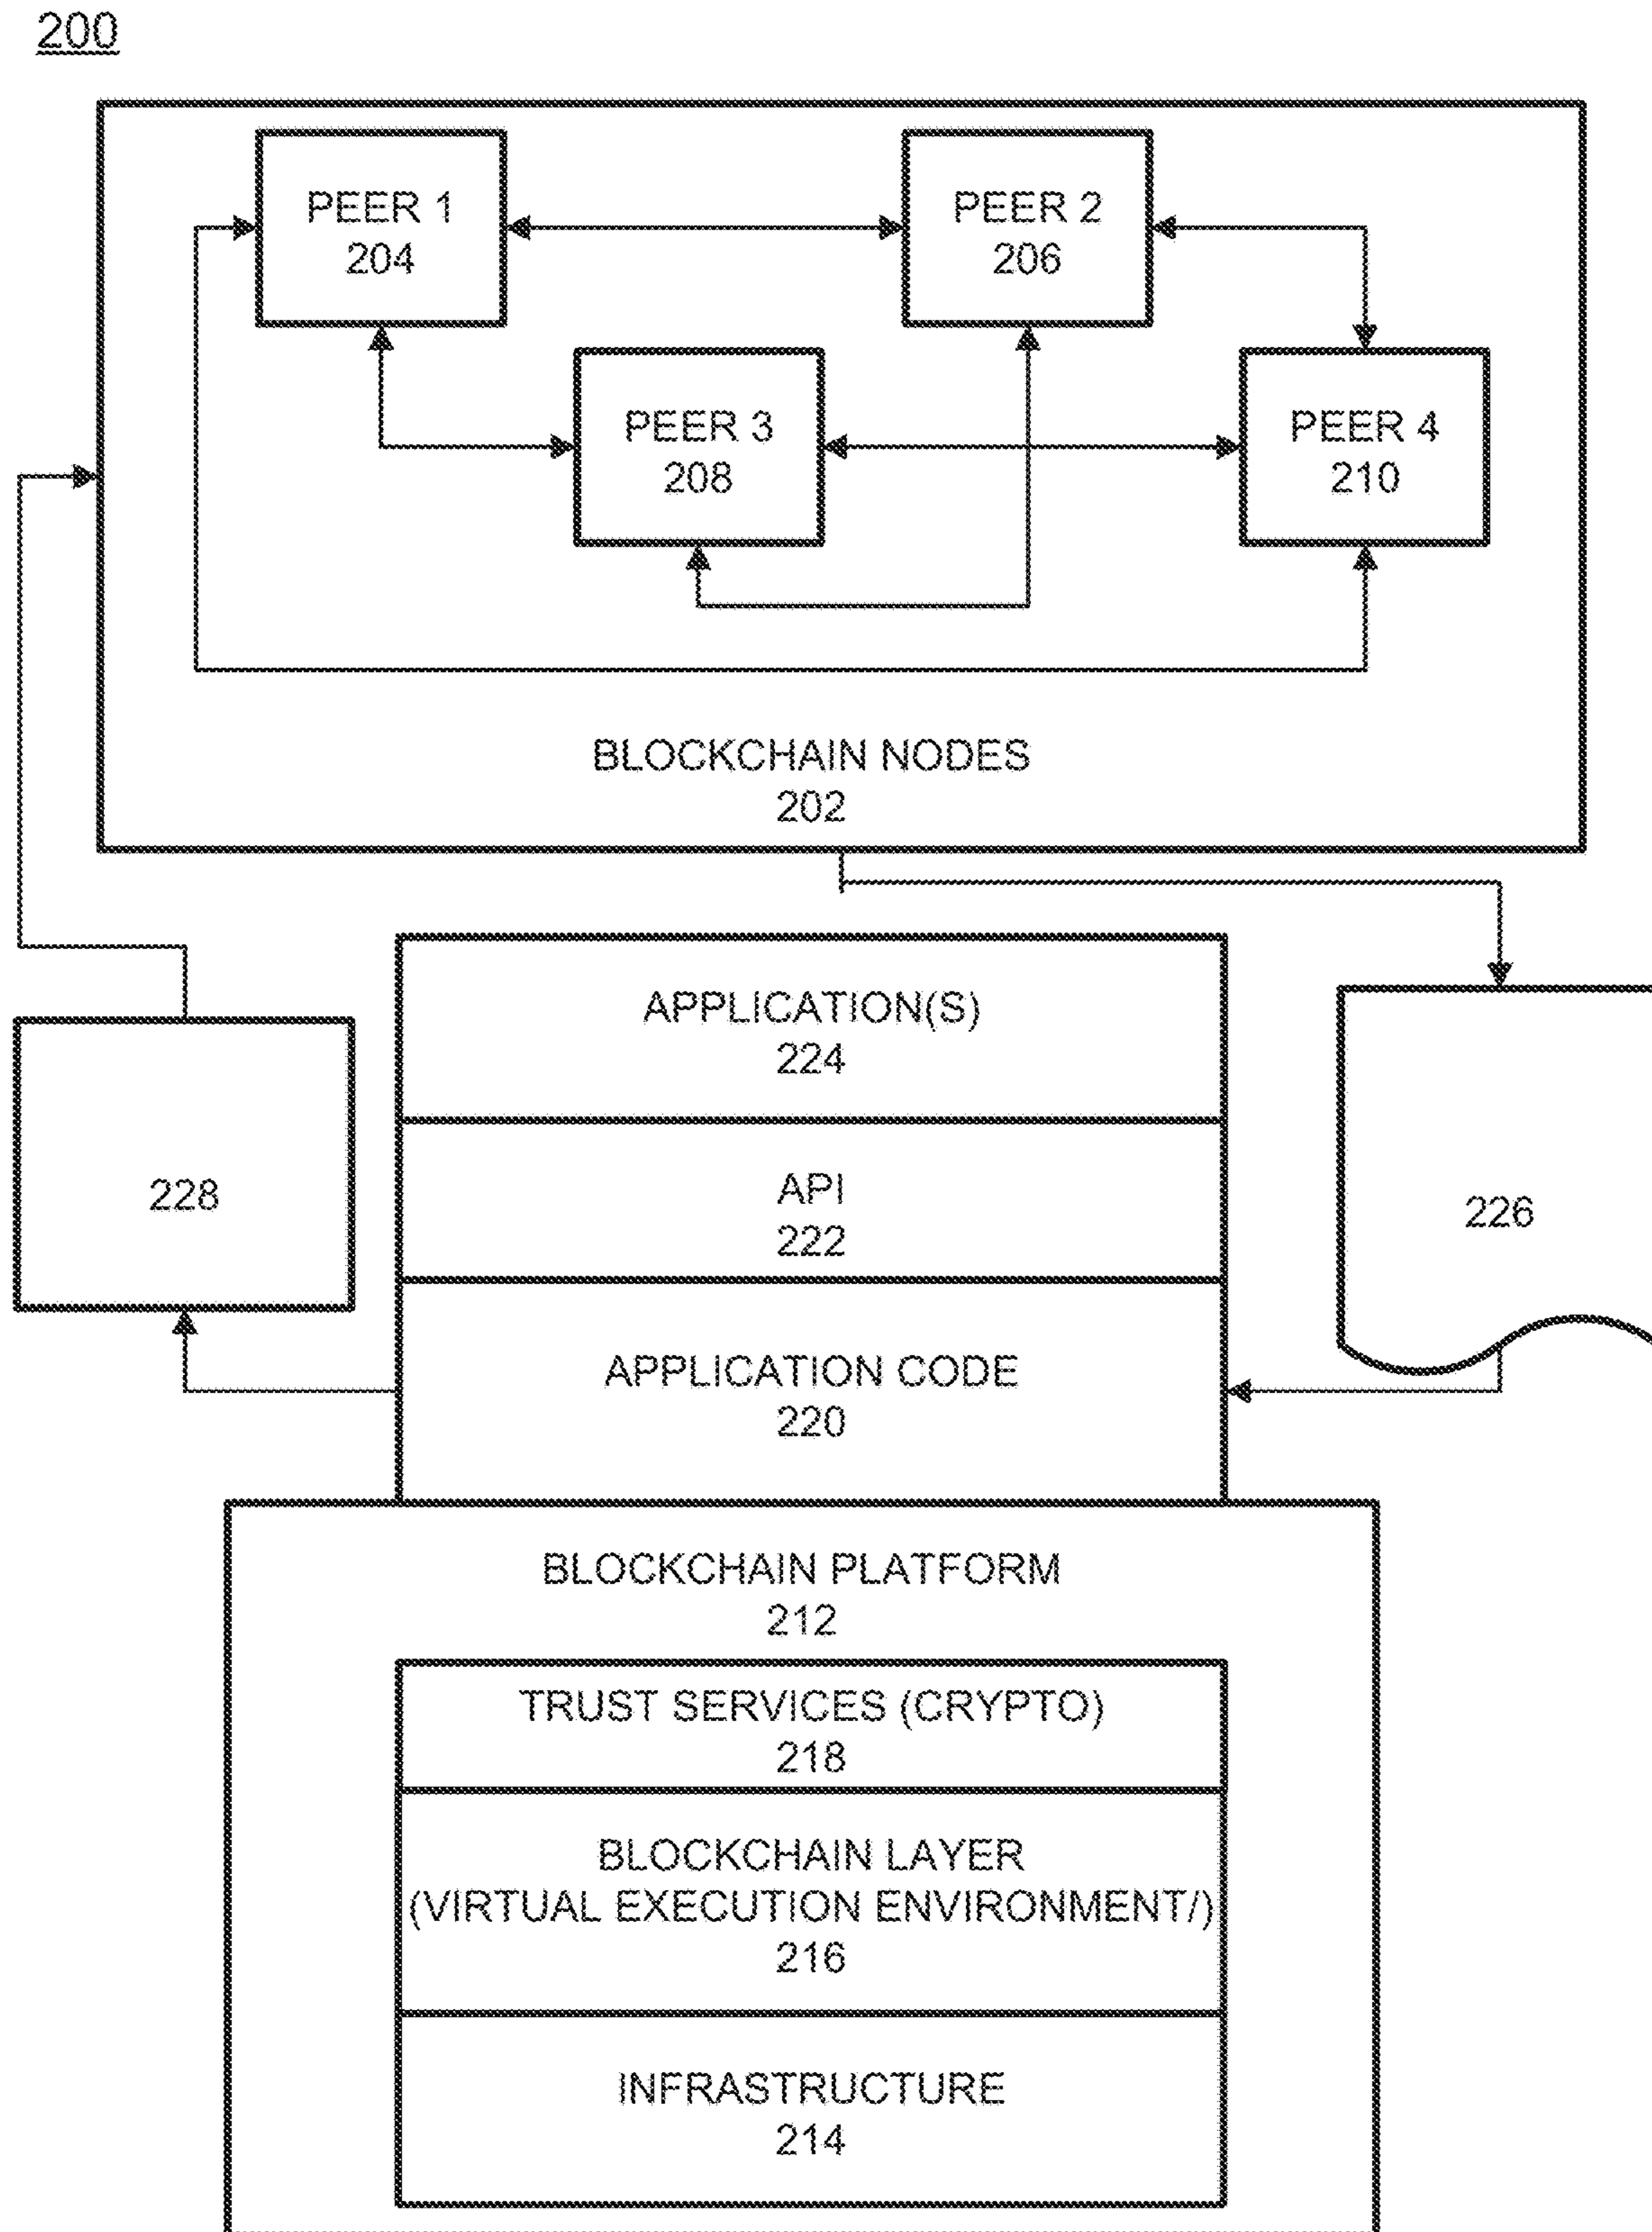 200
PEER 1
204
PEER 2
206
PEER 3
208
PEER 4
210
BLOCKCHAIN NODES
202
APPLICATION(S)
224
API
222
228
226
APPLICATION CODE
220
BLOCKCHAIN PLATFORM
212
TRUST SERVICES (CRYPTO)
218
BLOCKCHAIN LAYER
(VIRTUAL EXECUTION ENVIRONMENT/)
216
INFRASTRUCTURE
214